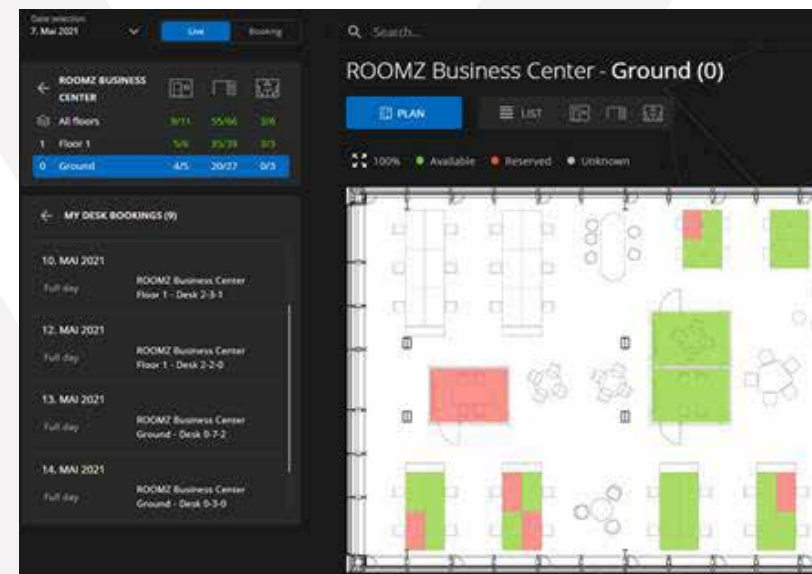 Date selection
7. Mai 2021
Live
Booking
ROOMZ BUSINESS
CENTER
All floors 9/11 55/66 3/6
1 Floor 1 5/6 35/39 3/3
0 Ground 4/5 20/27 0/3
MY DESK BOOKINGS (9)
10. MAI 2021
Full day
ROOMZ Business Center
Floor 1 - Desk 2-3-1
12. MAI 2021
Full day
ROOMZ Business Center
Floor 1 - Desk 2-2-0
13. MAI 2021
Full day
ROOMZ Business Center
Ground - Desk 0-7-2
14. MAI 2021
Full day
ROOMZ Business Center
Ground - Desk 0-3-0
Search...
ROOMZ Business Center - Ground (0)
PLAN
LIST
100% Available Reserved Unknown